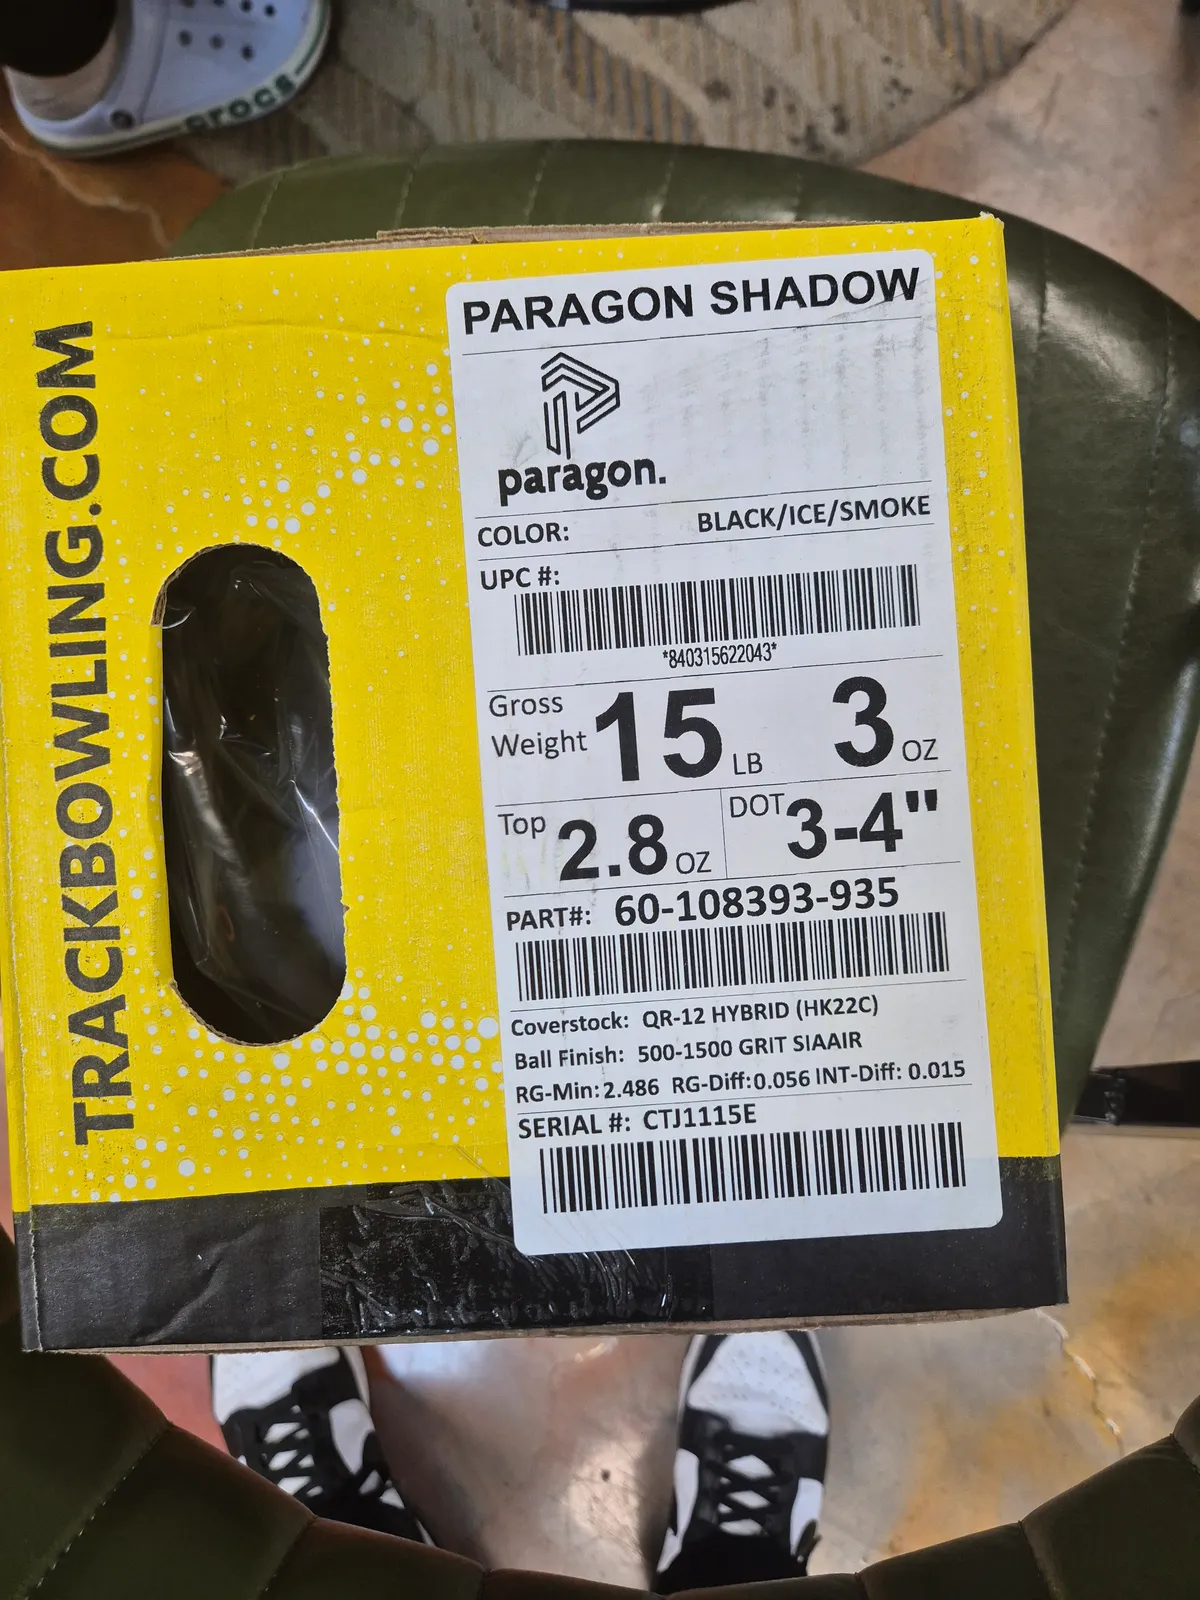 crocs
TRACKBOWLING.COM
PARAGON SHADOW
paragon.
COLOR: BLACK/ICE/SMOKE
UPC #:
*840315622043*
Gross Weight 15 LB 3 OZ
Top 2.8 OZ DOT 3-4"
PART#: 60-108393-935
Coverstock: QR-12 HYBRID (HK22C)
Ball Finish: 500-1500 GRIT SIAAIR
RG-Min: 2.486 RG-Diff: 0.056 INT-Diff: 0.015
SERIAL #: CTJ1115E